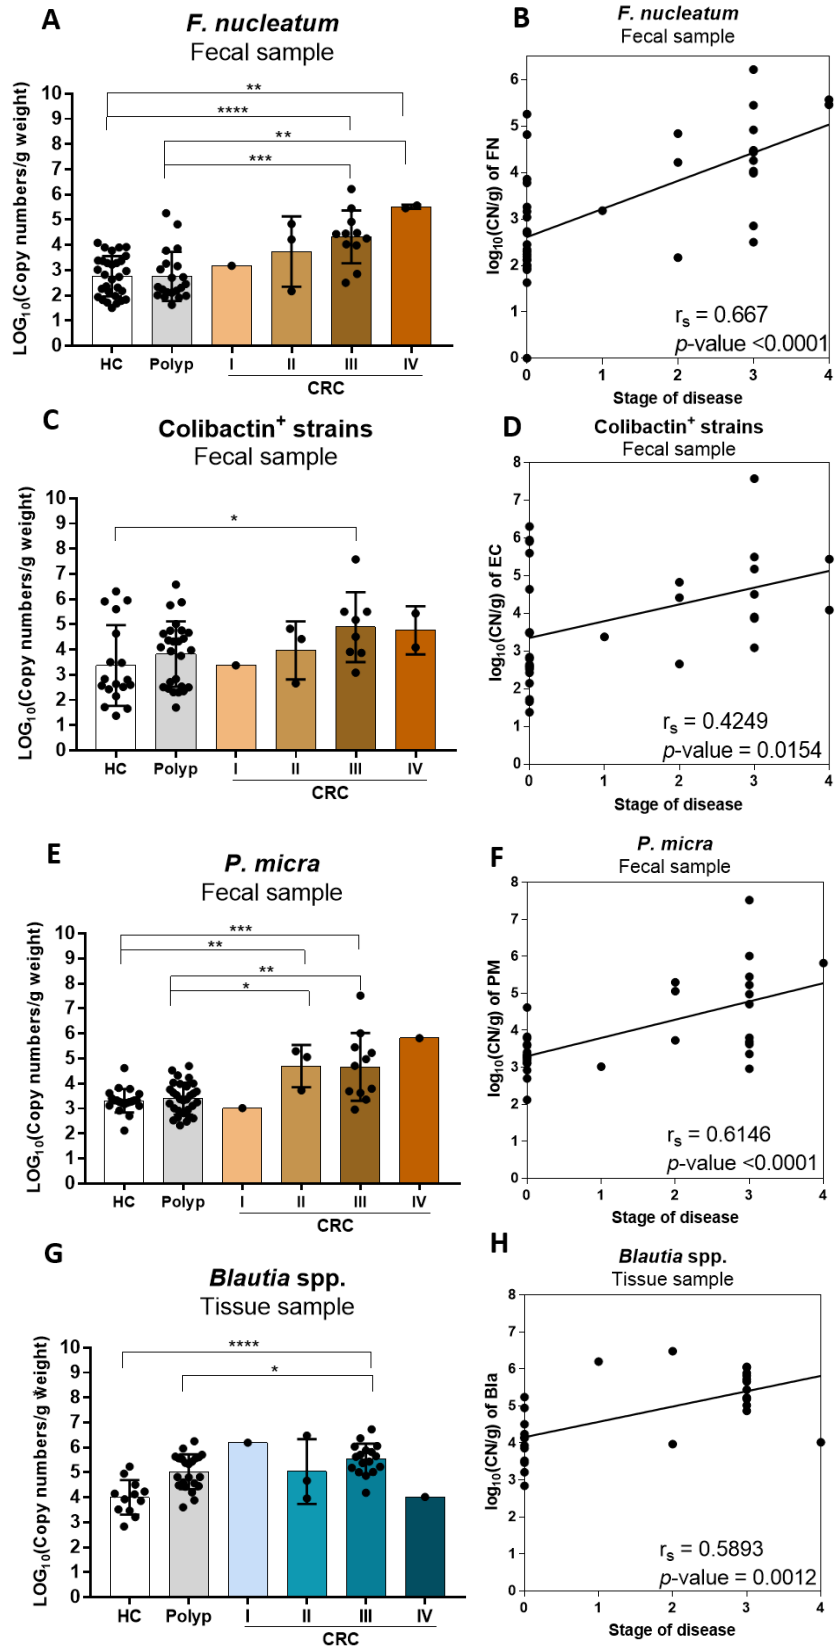 A
F. nucleatum
Fecal sample
LOG10(Copy numbers/g weight)
10
9
8
7
6
5
4
3
2
1
0
**
****
**
***
HC Polyp I II III IV
CRC
B
F. nucleatum
Fecal sample
log10(CN/g) of FN
6
5
4
3
2
1
0
rs = 0.667
p-value <0.0001
0 1 2 3 4
Stage of disease
C
Colibactin+ strains
Fecal sample
LOG10(Copy numbers/g weight)
10
9
8
7
6
5
4
3
2
1
0
*
HC Polyp I II III IV
CRC
D
Colibactin+ strains
Fecal sample
log10(CN/g) of EC
8
7
6
5
4
3
2
1
0
rs = 0.4249
p-value = 0.0154
0 1 2 3 4
Stage of disease
E
P. micra
Fecal sample
LOG10(Copy numbers/g weight)
10
9
8
7
6
5
4
3
2
1
0
***
**
**
*
HC Polyp I II III IV
CRC
F
P. micra
Fecal sample
log10(CN/g) of PM
8
7
6
5
4
3
2
1
0
rs = 0.6146
p-value <0.0001
0 1 2 3 4
Stage of disease
G
Blautia spp.
Tissue sample
LOG10(Copy numbers/g weight)
10
9
8
7
6
5
4
3
2
1
0
****
*
HC Polyp I II III IV
CRC
H
Blautia spp.
Tissue sample
log10(CN/g) of Bla
8
7
6
5
4
3
2
1
0
rs = 0.5893
p-value = 0.0012
0 1 2 3 4
Stage of disease